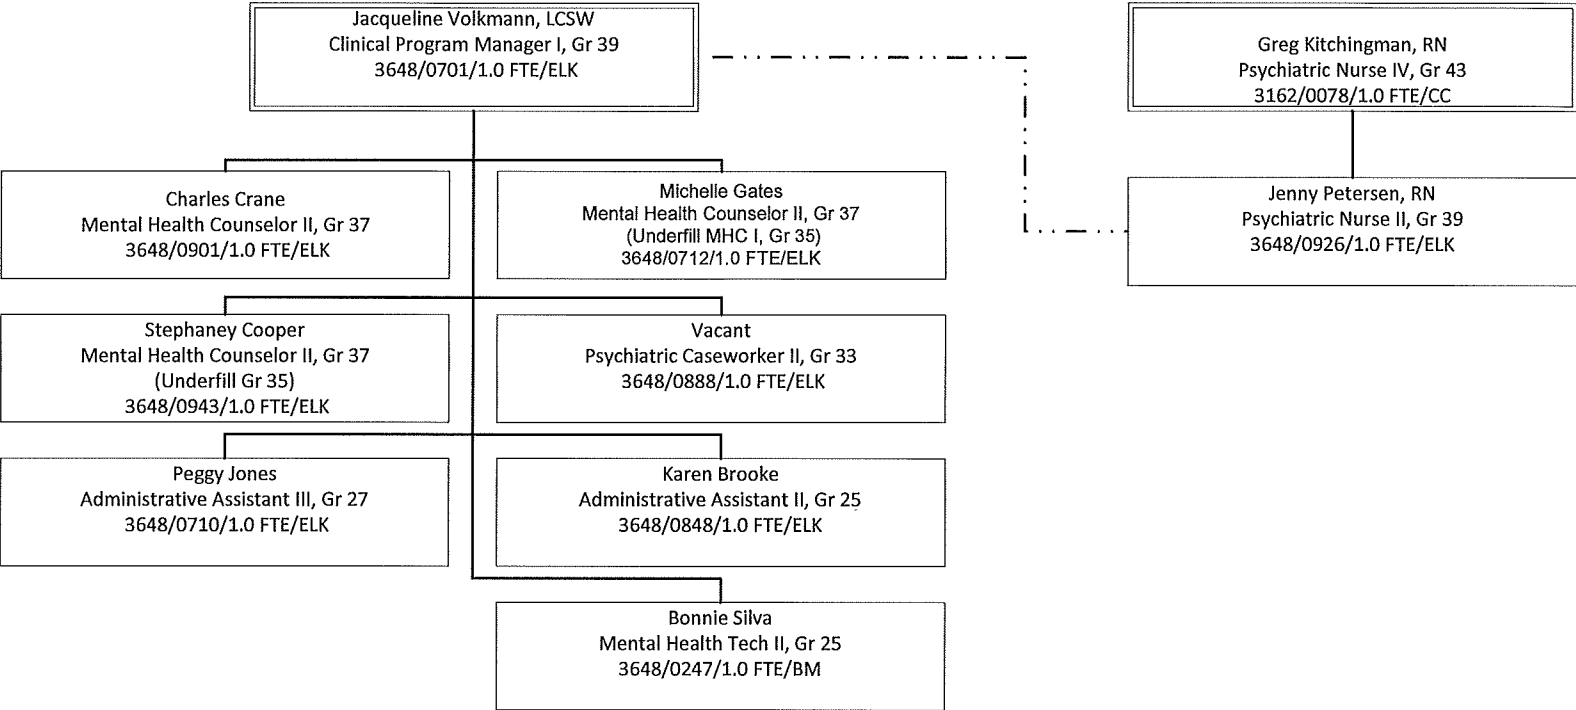 Jacqueline Volkmann, LCSW
Clinical Program Manager I, Gr 39
3648/0701/1.0 FTE/ELK
Greg Kitchingman, RN
Psychiatric Nurse IV, Gr 43
3162/0078/1.0 FTE/CC
Charles Crane
Mental Health Counselor II, Gr 37
3648/0901/1.0 FTE/ELK
Michelle Gates
Mental Health Counselor II, Gr 37
(Underfill MHC I, Gr 35)
3648/0712/1.0 FTE/ELK
Jenny Petersen, RN
Psychiatric Nurse II, Gr 39
3648/0926/1.0 FTE/ELK
Stephaney Cooper
Mental Health Counselor II, Gr 37
(Underfill Gr 35)
3648/0943/1.0 FTE/ELK
Vacant
Psychiatric Caseworker II, Gr 33
3648/0888/1.0 FTE/ELK
Peggy Jones
Administrative Assistant III, Gr 27
3648/0710/1.0 FTE/ELK
Karen Brooke
Administrative Assistant II, Gr 25
3648/0848/1.0 FTE/ELK
Bonnie Silva
Mental Health Tech II, Gr 25
3648/0247/1.0 FTE/BM